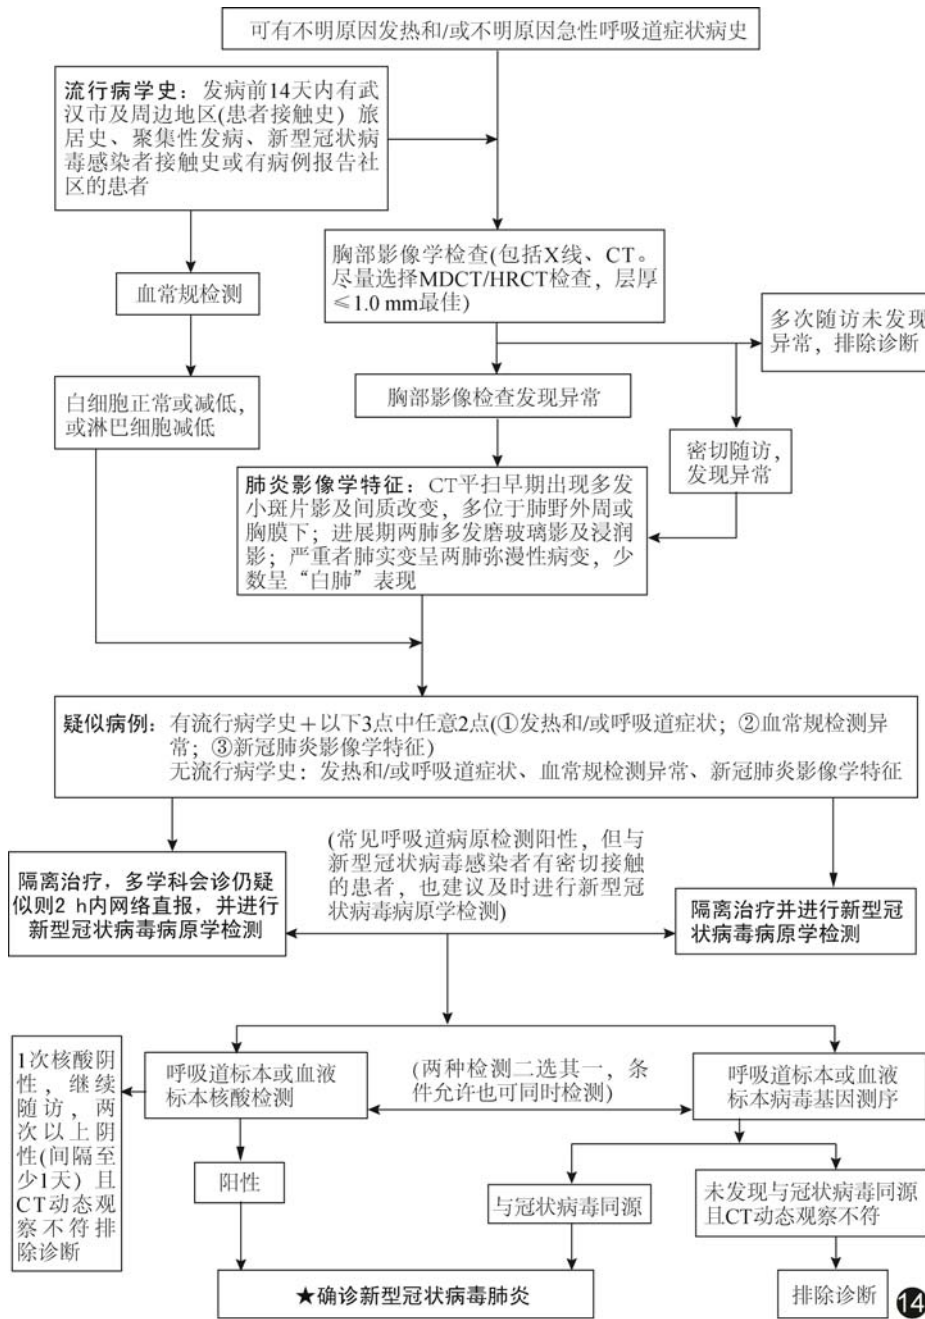 可有不明原因发热和/或不明原因急性呼吸道症状病史
流行病学史：发病前14天内有武
汉市及周边地区(患者接触史) 旅
居史、聚集性发病、新型冠状病
毒感染者接触史或有病例报告社
区的患者
胸部影像学检查(包括X线、CT。
尽量选择MDCT/HRCT检查，层厚
≤1.0 mm最佳)
血常规检测
多次随访未发现
异常，排除诊断
胸部影像检查发现异常
白细胞正常或减低，
或淋巴细胞减低
密切随访，
发现异常
肺炎影像学特征：CT平扫早期出现多发
小斑片影及间质改变，多位于肺野外周或
胸膜下；进展期两肺多发磨玻璃影及浸润
影；严重者肺实变呈两肺弥漫性病变，少
数呈“白肺”表现
疑似病例：有流行病学史＋以下3点中任意2点(①发热和/或呼吸道症状；②血常规检测异
常；③新冠肺炎影像学特征)
无流行病学史：发热和/或呼吸道症状、血常规检测异常、新冠肺炎影像学特征
(常见呼吸道病原检测阳性，但与
新型冠状病毒感染者有密切接触
的患者，也建议及时进行新型冠
状病毒病原学检测)
隔离治疗，多学科会诊仍疑
似则2 h内网络直报，并进行
新型冠状病毒病原学检测
隔离治疗并进行新型冠
状病毒病原学检测
1次核酸阴
性，继续
随访，两
次以上阴
性(间隔至
少1天) 且
CT动态观
察不符排
除诊断
呼吸道标本或血液
标本核酸检测
(两种检测二选其一，条
件允许也可同时检测)
呼吸道标本或血液
标本病毒基因测序
阳性
与冠状病毒同源
未发现与冠状病毒同源
且CT动态观察不符
★确诊新型冠状病毒肺炎
排除诊断
14